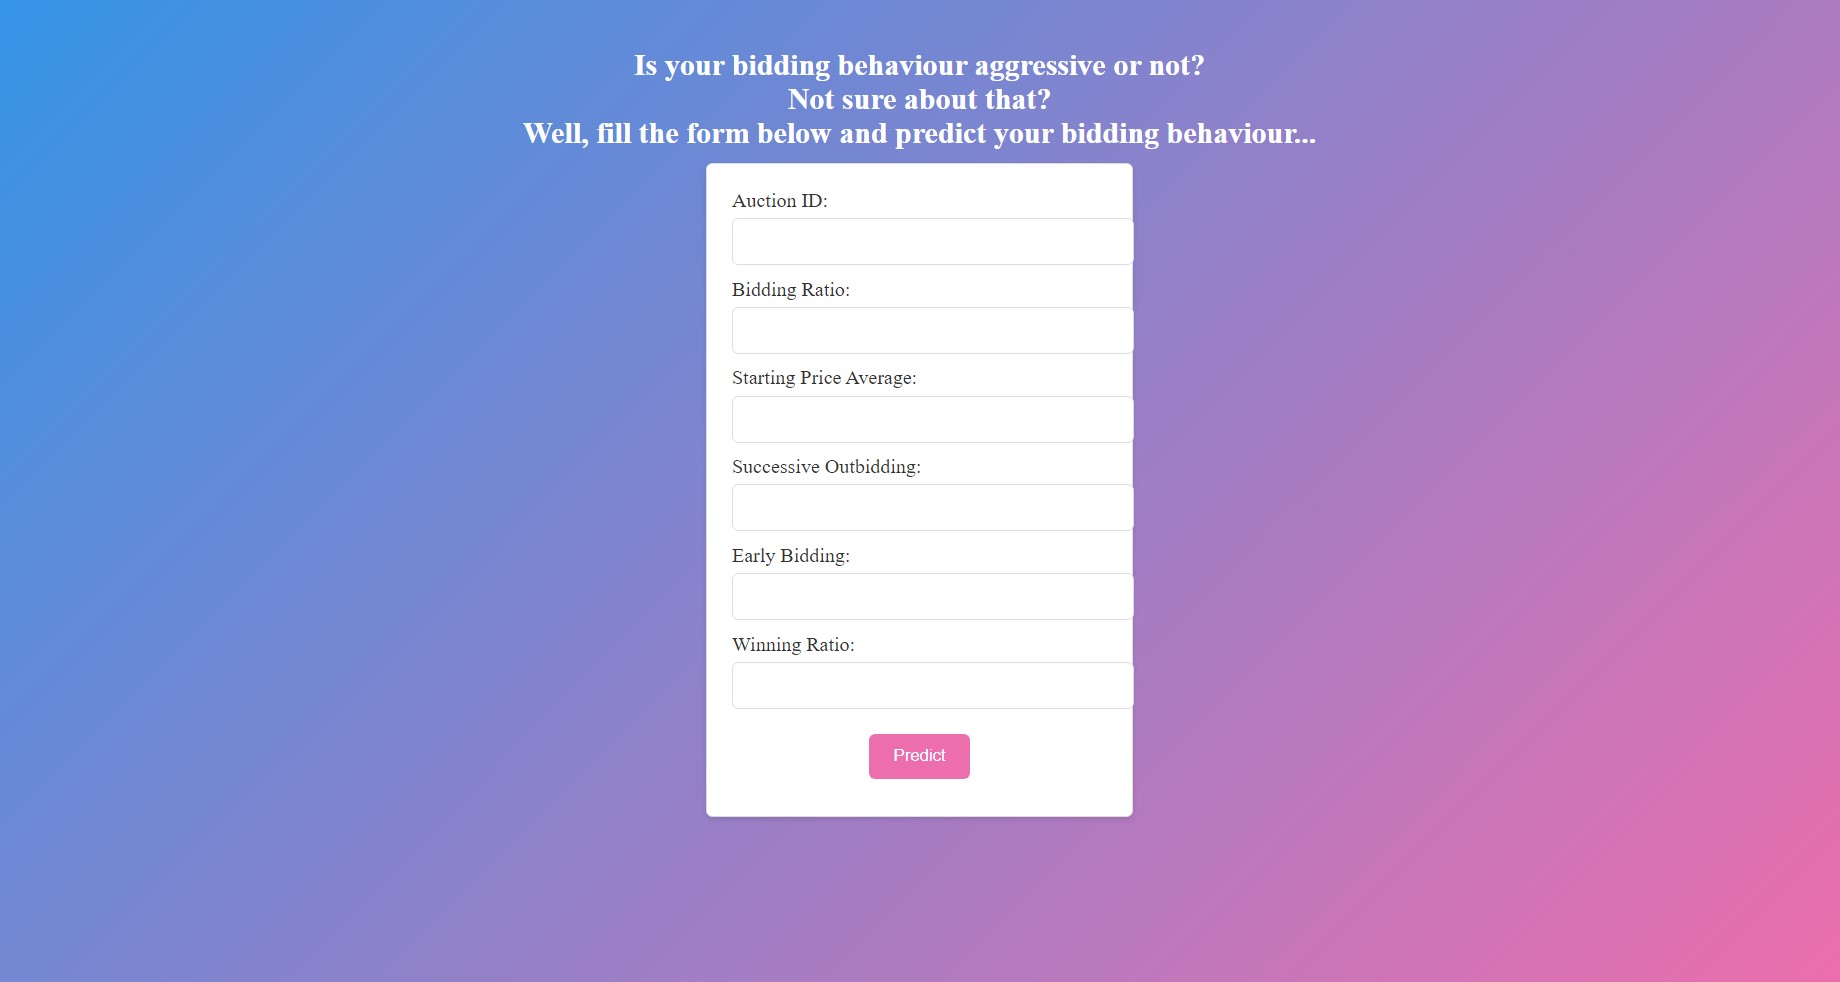 Is your bidding behaviour aggressive or not?
Not sure about that?
Well, fill the form below and predict your bidding behaviour...
Auction ID:
Bidding Ratio:
Starting Price Average:
Successive Outbidding:
Early Bidding:
Winning Ratio:
Predict